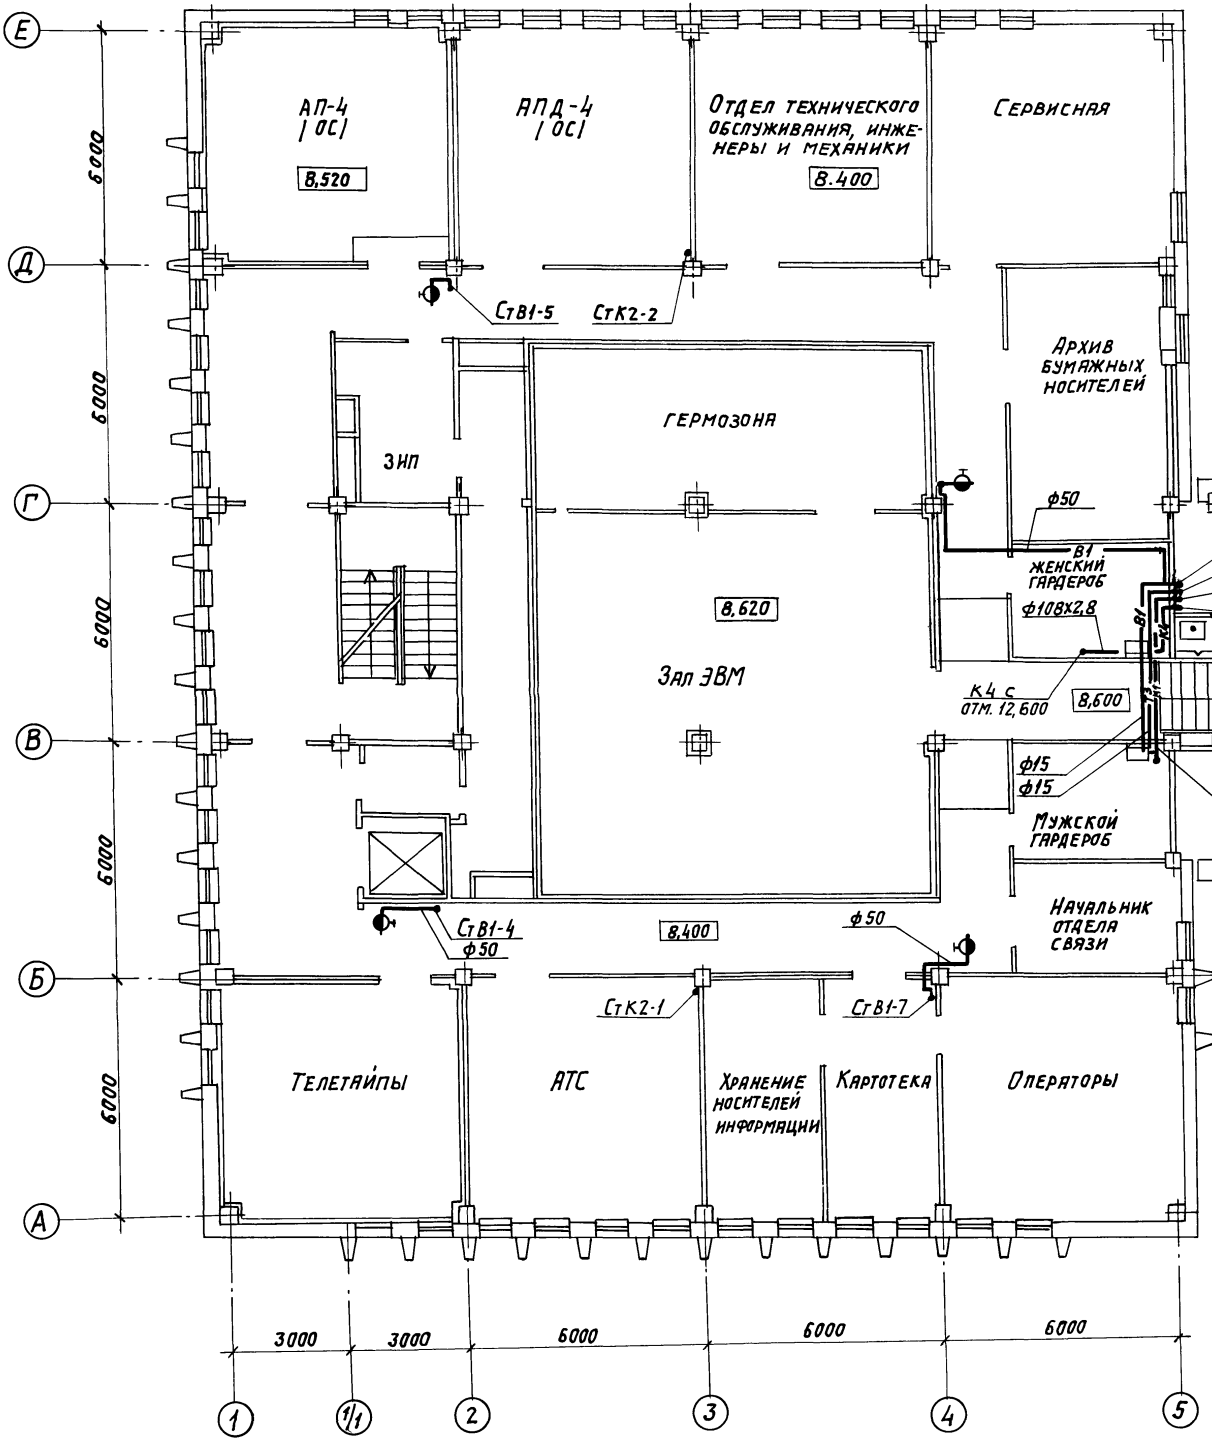 Е
АП-4
/ОС/
8,520
АПД-4
/ОС/
ОТДЕЛ ТЕХНИЧЕСКОГО
ОБСЛУЖИВАНИЯ, ИНЖЕ-
НЕРЫ И МЕХАНИКИ
8.400
СЕРВИСНАЯ
6000
Д
СтВ1-5
СтК2-2
АРХИВ
БУМАЖНЫХ
НОСИТЕЛЕЙ
6000
ГЕРМОЗОНА
ЗИП
Г
ф50
В1
ЖЕНСКИЙ
ГАРДЕРОБ
ф108х2,8
В1
К4
6000
8,620
ЗАЛ ЭВМ
К4 С
ОТМ. 12,600
8,600
Т3
К1
В
ф15
ф15
МУЖСКОЙ
ГАРДЕРОБ
6000
НАЧАЛЬНИК
ОТДЕЛА
СВЯЗИ
СтВ1-4
ф50
8,400
ф50
Б
СтК2-1
СтВ1-7
6000
ТЕЛЕТАЙПЫ
АТС
ХРАНЕНИЕ
НОСИТЕЛЕЙ
ИНФОРМАЦИИ
КАРТОТЕКА
ОПЕРАТОРЫ
А
3000
3000
6000
6000
6000
1
1/1
2
3
4
5